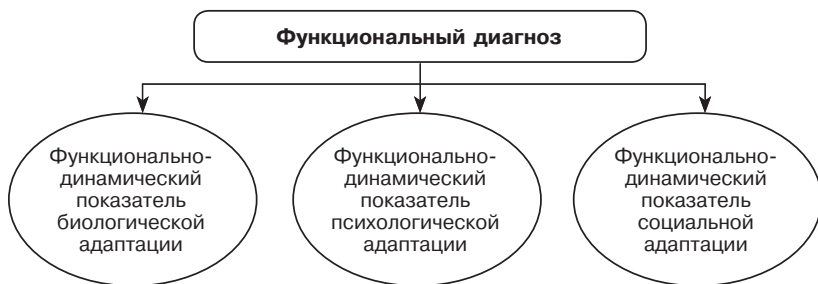 Функциональный диагноз
Функционально-
динамический
показатель
биологической
адаптации
Функционально-
динамический
показатель
психологической
адаптации
Функционально-
динамический
показатель
социальной
адаптации